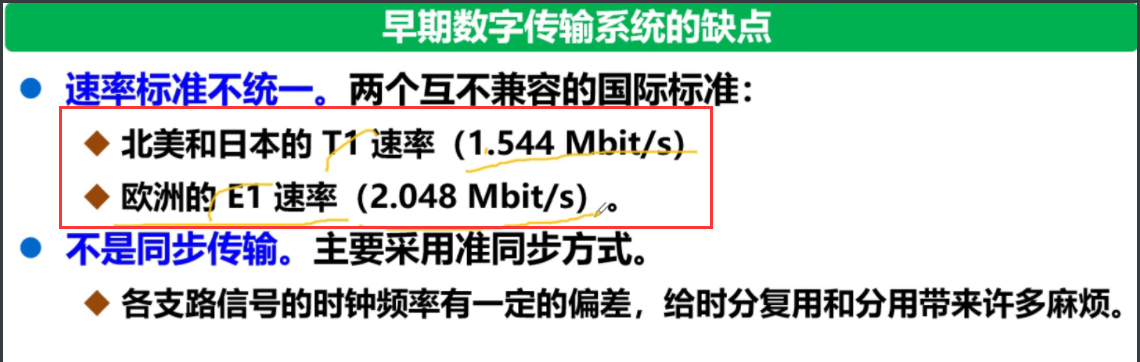 早期数字传输系统的缺点
速率标准不统一。两个互不兼容的国际标准：
北美和日本的 T1 速率（1.544 Mbit/s）
欧洲的 E1 速率（2.048 Mbit/s）。
不是同步传输。主要采用准同步方式。
各支路信号的时钟频率有一定的偏差，给时分复用和分用带来许多麻烦。